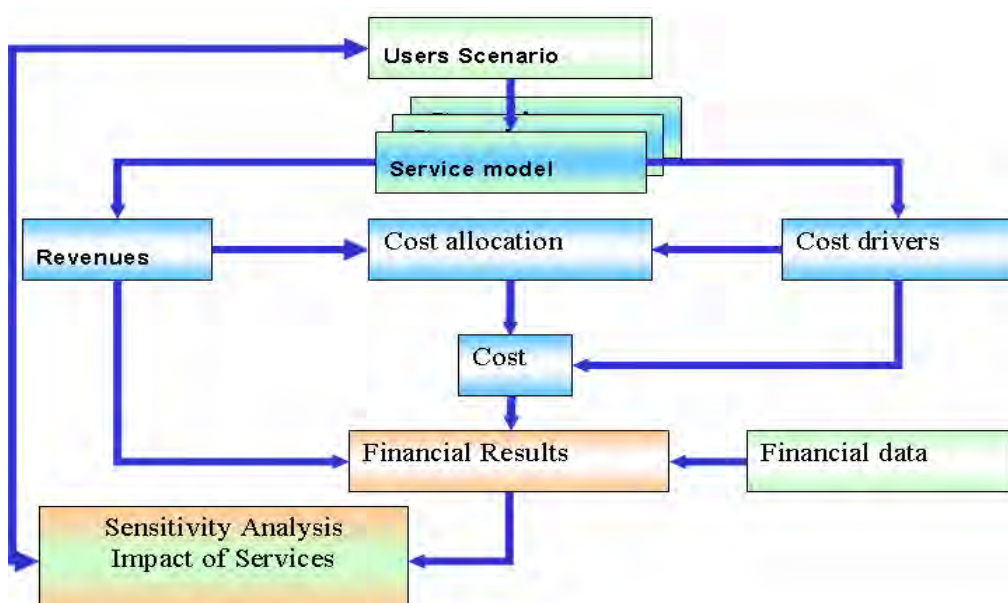 Users Scenario
Service model
Revenues
Cost allocation
Cost drivers
Cost
Financial Results
Financial data
Sensitivity Analysis
Impact of Services